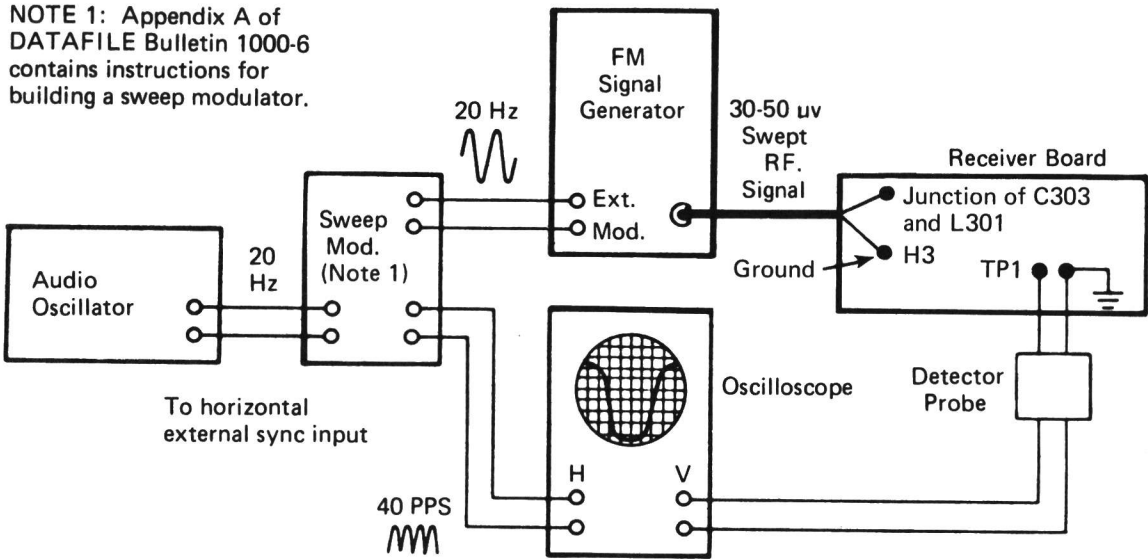 NOTE 1: Appendix A of
DATAFILE Bulletin 1000-6
contains instructions for
building a sweep modulator.
20 Hz
FM
Signal
Generator
Ext.
Mod.
30-50 uv
Swept
RF.
Signal
Receiver Board
Junction of C303
and L301
H3
Ground
TP1
Audio
Oscillator
20
Hz
Sweep
Mod.
(Note 1)
To horizontal
external sync input
40 PPS
H
V
Oscilloscope
Detector
Probe